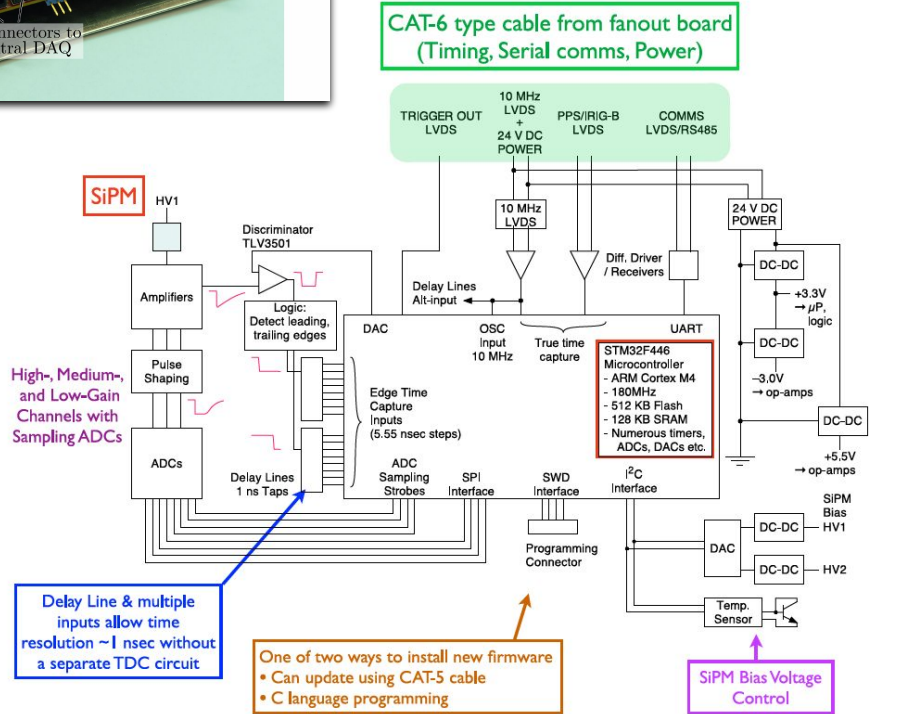 nnectors to
tral DAQ
CAT-6 type cable from fanout board
(Timing, Serial comms, Power)
TRIGGER OUT
LVDS
10 MHz
LVDS
+
24 V DC
POWER
PPS/IRIG-B
LVDS
COMMS
LVDS/RS485
SiPM
HV1
10 MHz
LVDS
24 V DC
POWER
Discriminator
TLV3501
Diff. Driver
/ Receivers
DC-DC
Amplifiers
Delay Lines
Alt-input
+3.3V
→ µP,
logic
Logic:
Detect leading,
trailing edges
DAC
OSC
Input
10 MHz
True time
capture
UART
DC-DC
–3,0V
→ op-amps
STM32F446
Microcontroller
- ARM Cortex M4
- 180MHz
- 512 KB Flash
- 128 KB SRAM
- Numerous timers,
ADCs, DACs etc.
Pulse
Shaping
High-, Medium-,
and Low-Gain
Channels with
Sampling ADCs
Edge Time
Capture
Inputs
(5.55 nsec steps)
DC-DC
+5.5V
→ op-amps
ADCs
Delay Lines
1 ns Taps
ADC
Sampling
Strobes
SPI
Interface
SWD
Interface
I²C
Interface
SiPM
Bias
HV1
DC-DC
DAC
DC-DC
HV2
Programming
Connector
Temp.
Sensor
Delay Line & multiple
inputs allow time
resolution ~1 nsec without
a separate TDC circuit
One of two ways to install new firmware
• Can update using CAT-5 cable
• C language programming
SiPM Bias Voltage
Control